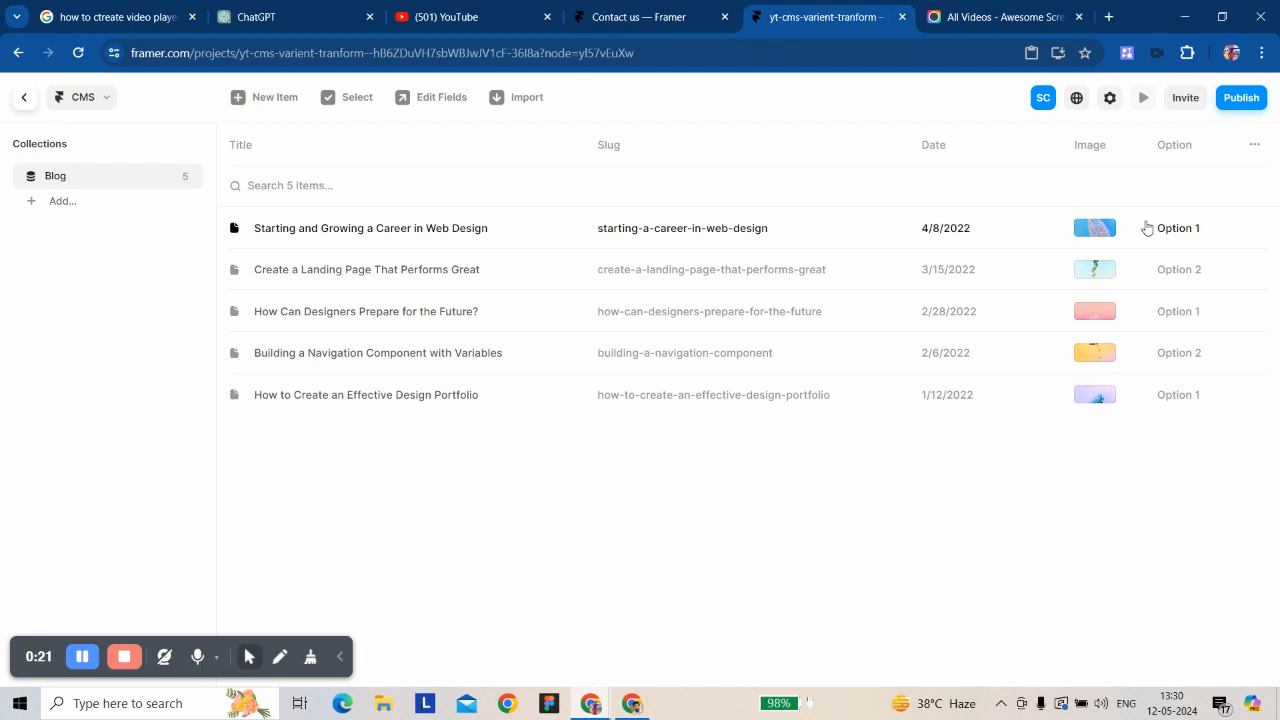 how to ctreate video playe
ChatGPT
(501) YouTube
Contact us — Framer
yt-cms-varient-tranform –
All Videos - Awesome Scre
framer.com/projects/yt-cms-varient-tranform--hB6ZDuVH7sbWBJwJV1cF-36I8a?node=yl57vEuXw
CMS
New Item
Select
Edit Fields
Import
SC
Invite
Publish
Collections
Blog 5
Add...
Title Slug Date Image Option
Search 5 items...
Starting and Growing a Career in Web Design starting-a-career-in-web-design 4/8/2022 Option 1
Create a Landing Page That Performs Great create-a-landing-page-that-performs-great 3/15/2022 Option 2
How Can Designers Prepare for the Future? how-can-designers-prepare-for-the-future 2/28/2022 Option 1
Building a Navigation Component with Variables building-a-navigation-component 2/6/2022 Option 2
How to Create an Effective Design Portfolio how-to-create-an-effective-design-portfolio 1/12/2022 Option 1
0:21
Type here to search
L
98%
38°C Haze
ENG
13:30
12-05-2024
17